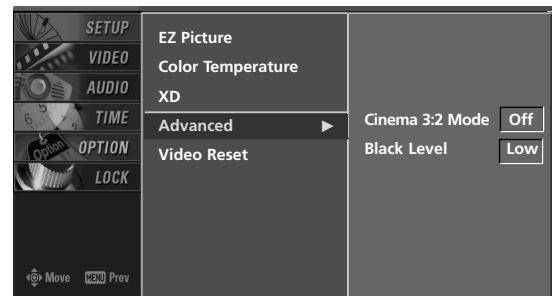 SETUP
VIDEO
AUDIO
TIME
OPTION
LOCK
Move MENU Prev
EZ Picture
Color Temperature
XD
Advanced ►
Video Reset
Cinema 3:2 Mode Off
Black Level Low